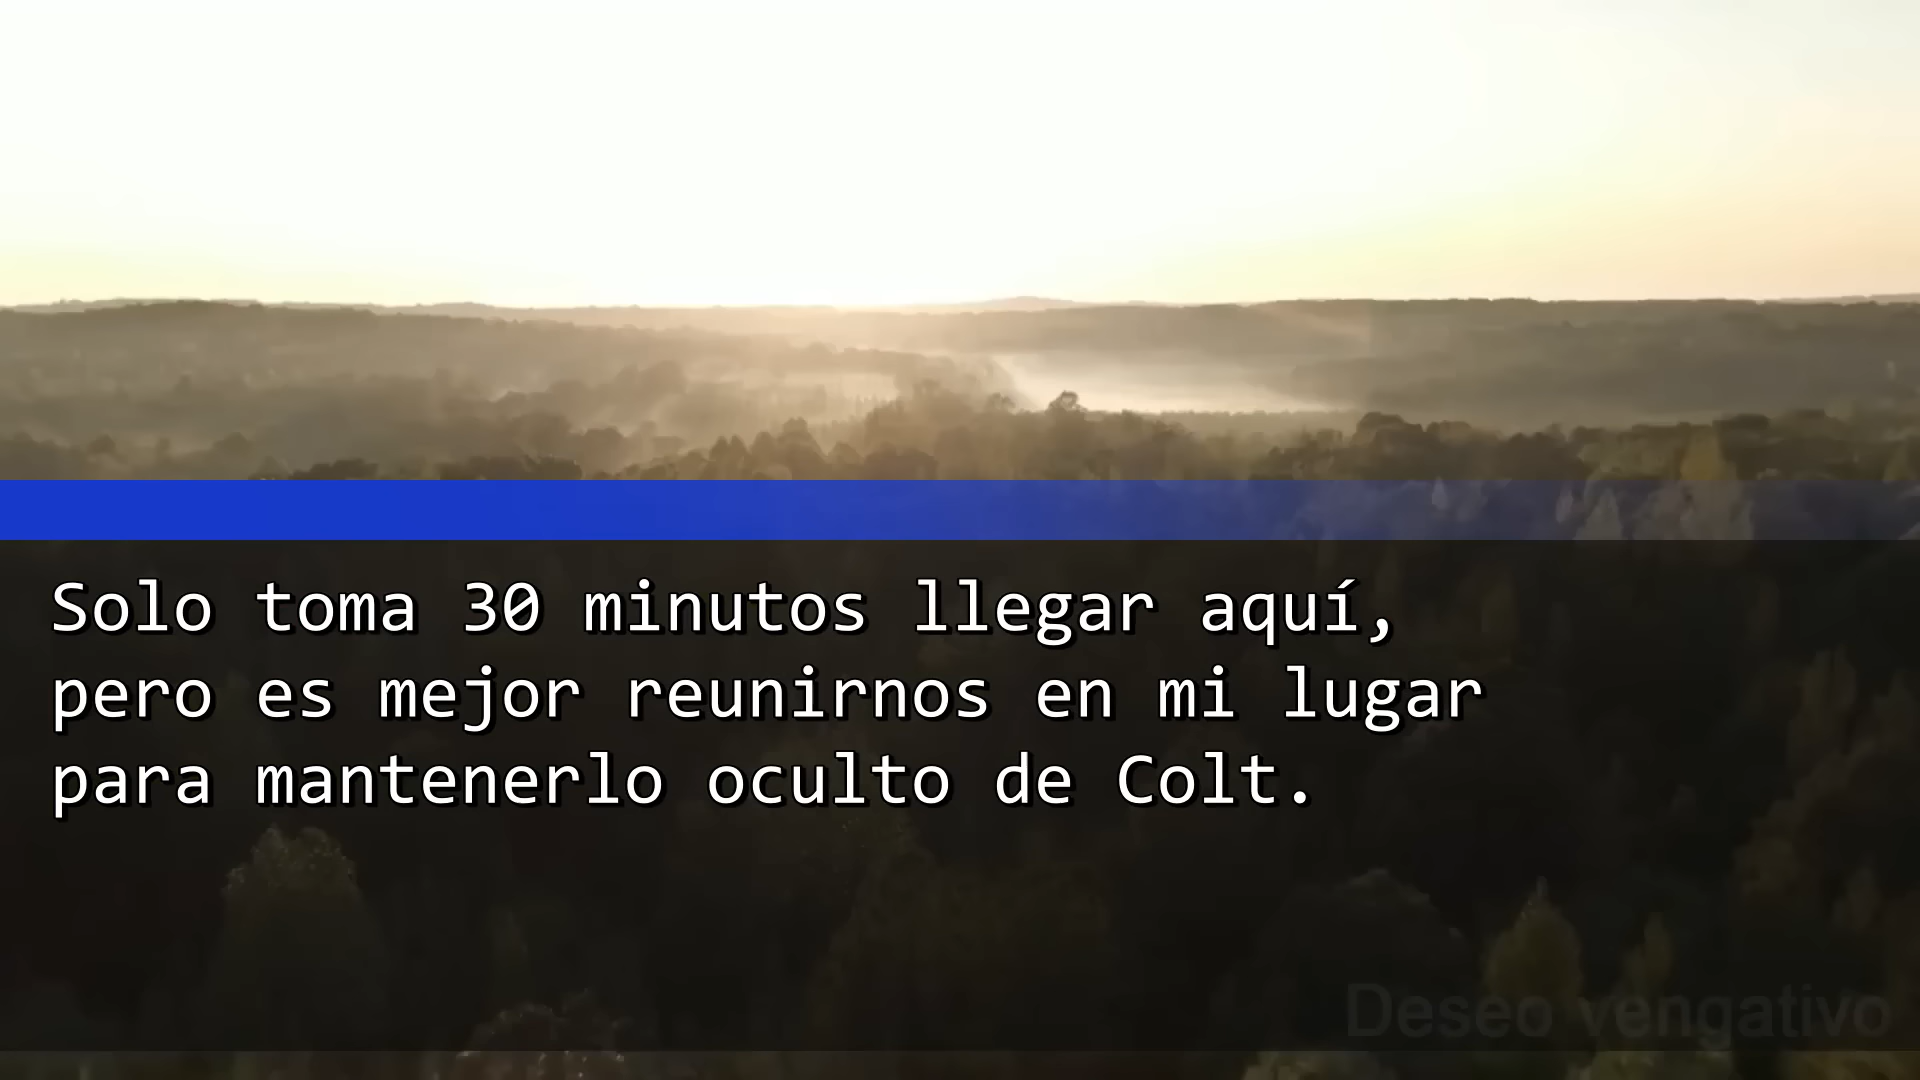 Solo toma 30 minutos llegar aquí,
pero es mejor reunirnos en mi lugar
para mantenerlo oculto de Colt.
Deseo vengativo